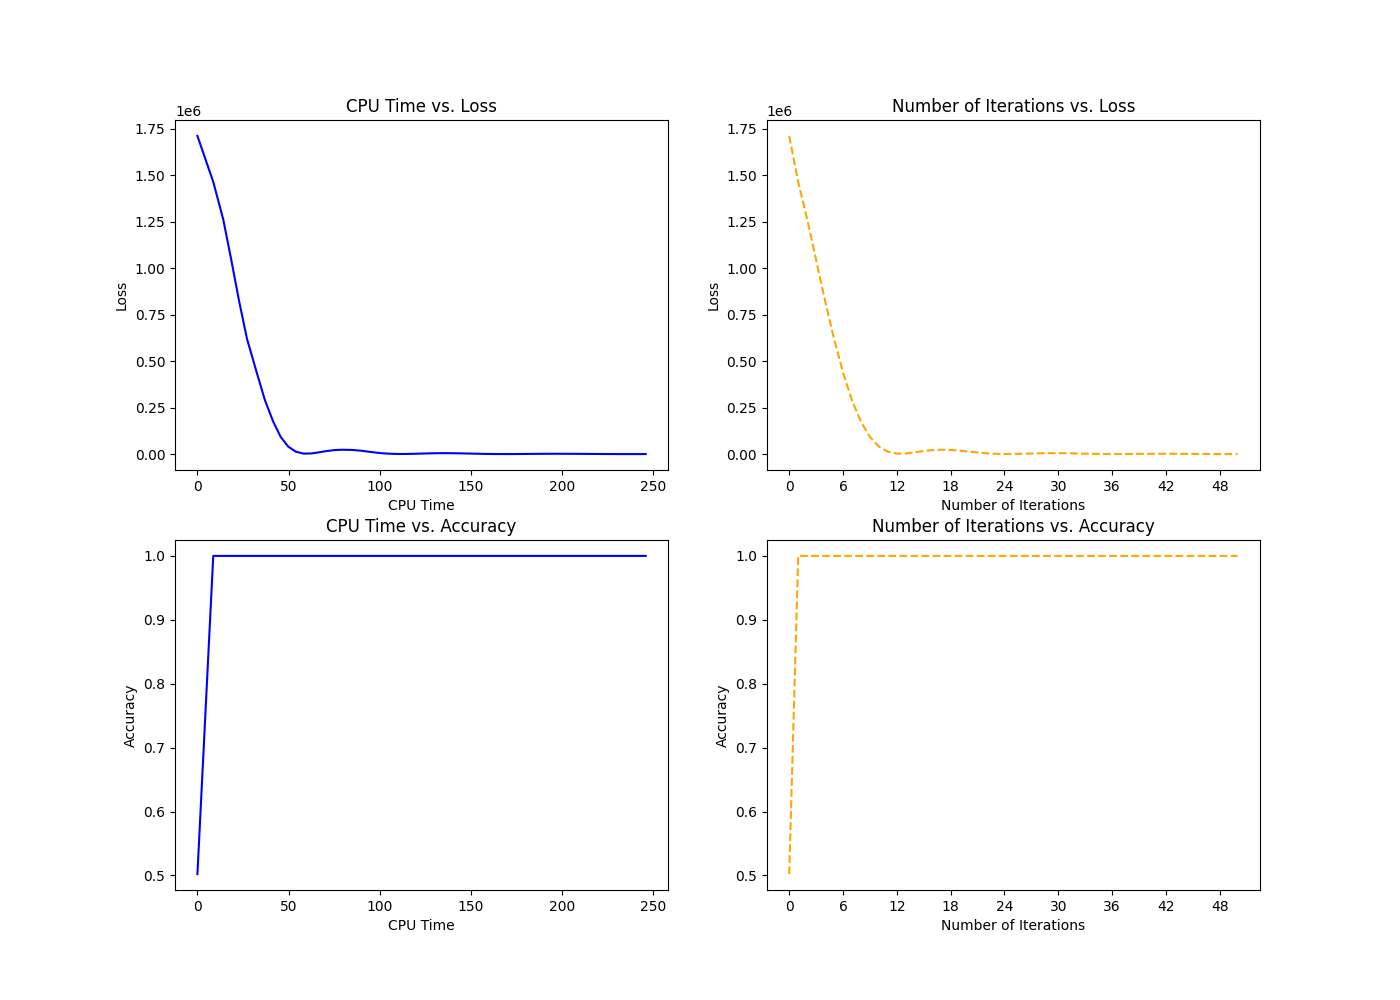 CPU Time vs. Loss
1e6
1.75
1.50
1.25
1.00
0.75
0.50
0.25
0.00
Loss
0 50 100 150 200 250
CPU Time
Number of Iterations vs. Loss
1e6
1.75
1.50
1.25
1.00
0.75
0.50
0.25
0.00
Loss
0 6 12 18 24 30 36 42 48
Number of Iterations
CPU Time vs. Accuracy
1.0
0.9
0.8
0.7
0.6
0.5
Accuracy
0 50 100 150 200 250
CPU Time
Number of Iterations vs. Accuracy
1.0
0.9
0.8
0.7
0.6
0.5
Accuracy
0 6 12 18 24 30 36 42 48
Number of Iterations